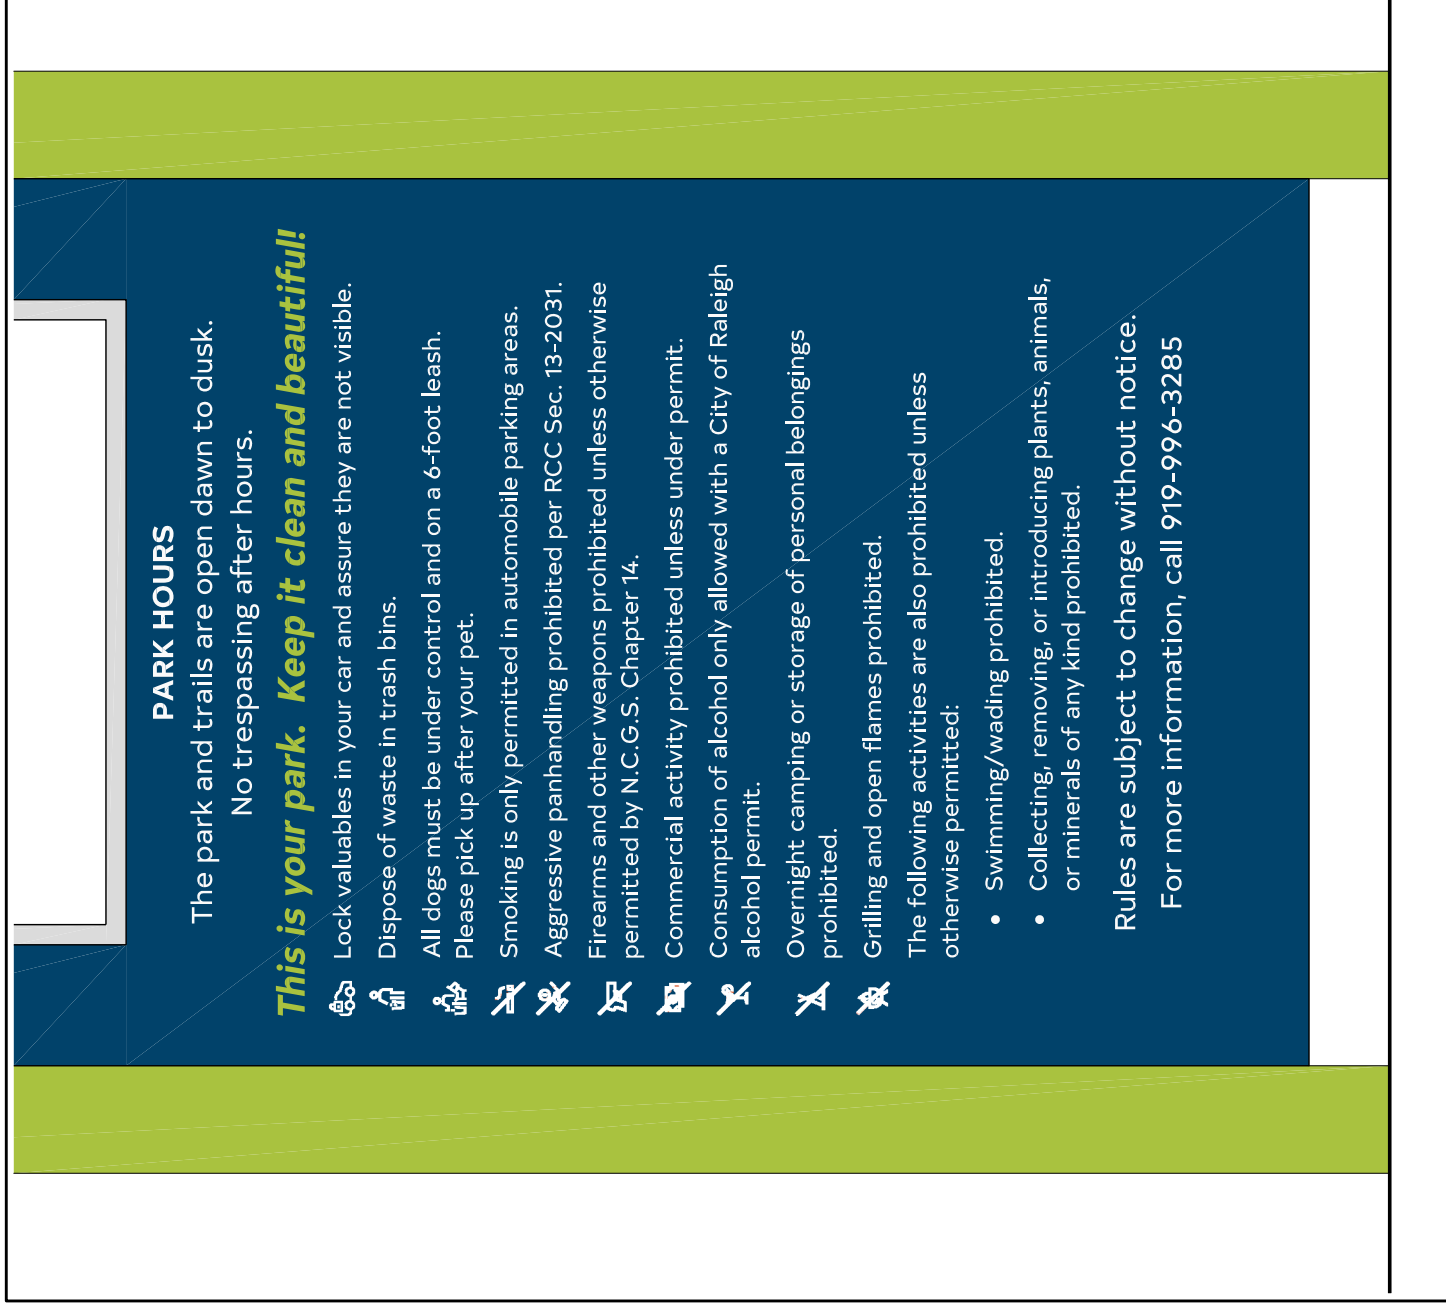 PARK HOURS
The park and trails are open dawn to dusk.
No trespassing after hours.
This is your park. Keep it clean and beautiful!
Lock valuables in your car and assure they are not visible.
Dispose of waste in trash bins.
All dogs must be under control and on a 6-foot leash.
Please pick up after your pet.
Smoking is only permitted in automobile parking areas.
Aggressive panhandling prohibited per RCC Sec. 13-2031.
Firearms and other weapons prohibited unless otherwise
permitted by N.C.G.S. Chapter 14.
Commercial activity prohibited unless under permit.
Consumption of alcohol only allowed with a City of Raleigh
alcohol permit.
Overnight camping or storage of personal belongings
prohibited.
Grilling and open flames prohibited.
The following activities are also prohibited unless
otherwise permitted:
• Swimming/wading prohibited.
• Collecting, removing, or introducing plants, animals,
or minerals of any kind prohibited.
Rules are subject to change without notice.
For more information, call 919-996-3285